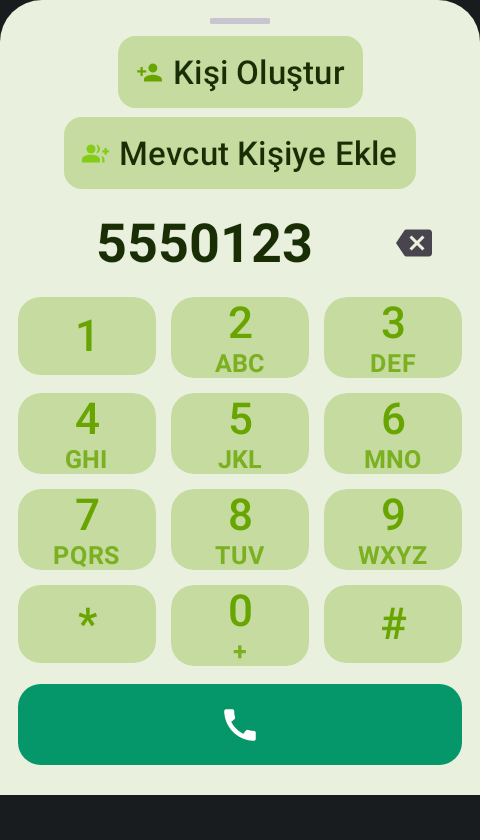 Kişi Oluştur
Mevcut Kişiye Ekle
5550123
1
2
ABC
3
DEF
4
GHI
5
JKL
6
MNO
7
PQRS
8
TUV
9
WXYZ
*
0
+
#